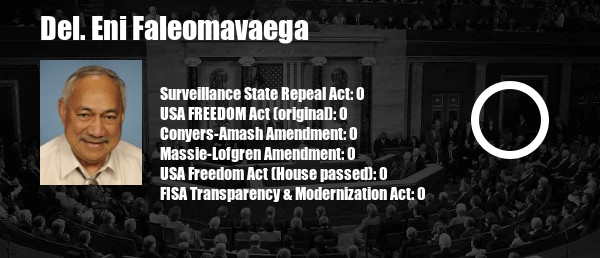 Del. Eni Faleomavaega
Surveillance State Repeal Act: 0
USA FREEDOM Act (original): 0
Conyers-Amash Amendment: 0
Massie-Lofgren Amendment: 0
USA Freedom Act (House passed): 0
FISA Transparency & Modernization Act: 0